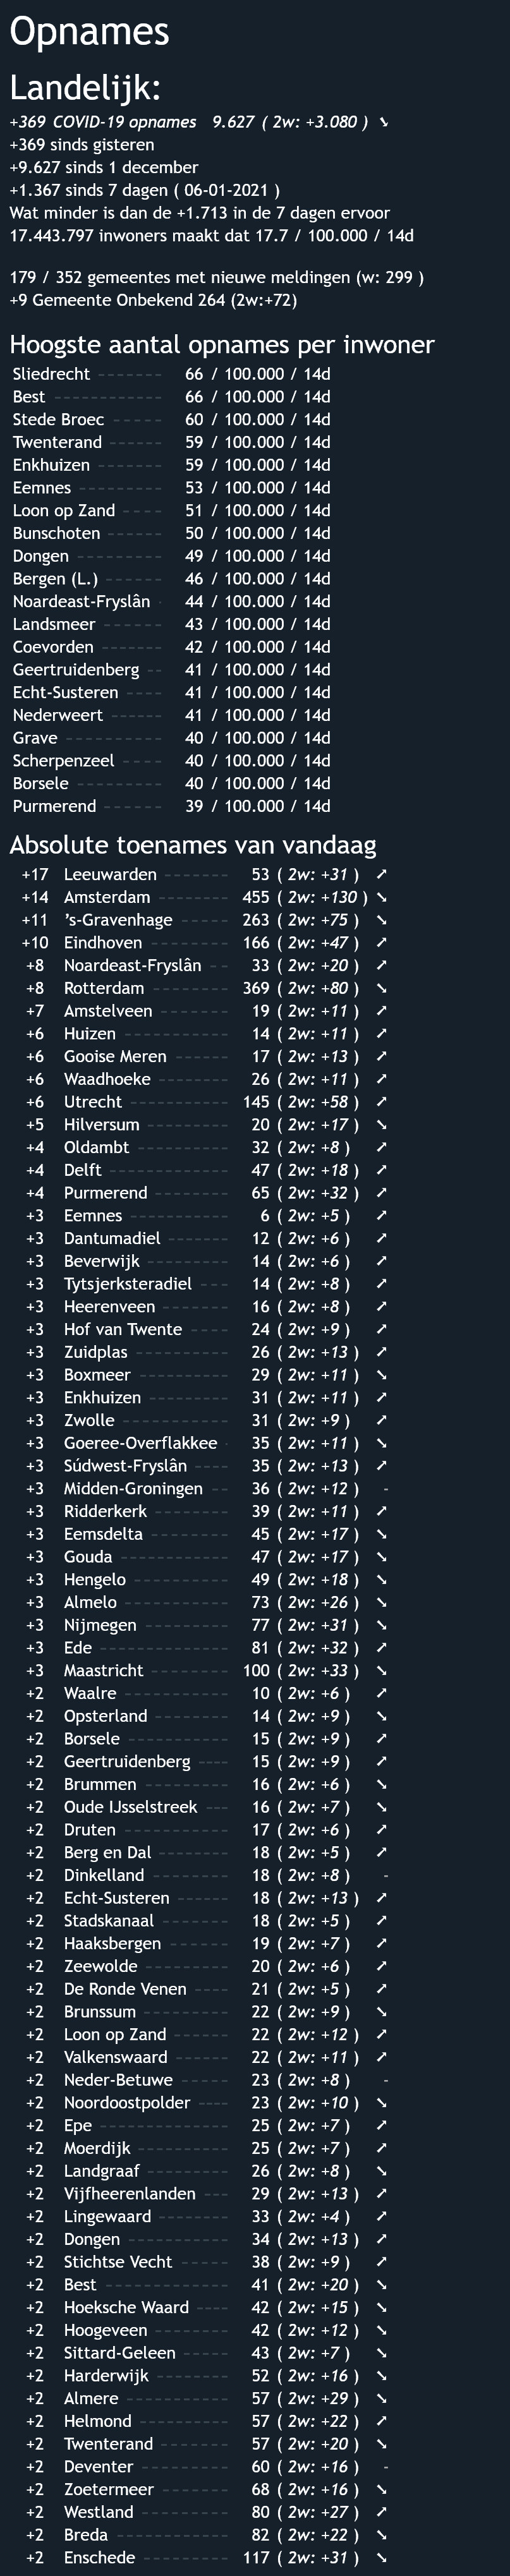 Opnames
Landelijk:
+369 COVID-19 opnames 9.627 ( 2w: +3.080 ) ➘
+369 sinds gisteren
+9.627 sinds 1 december
+1.367 sinds 7 dagen ( 06-01-2021 )
Wat minder is dan de +1.713 in de 7 dagen ervoor
17.443.797 inwoners maakt dat 17.7 / 100.000 / 14d
179 / 352 gemeentes met nieuwe meldingen (w: 299 )
+9 Gemeente Onbekend 264 (2w:+72)
Hoogste aantal opnames per inwoner
Sliedrecht ------- 66 / 100.000 / 14d
Best ------------ 66 / 100.000 / 14d
Stede Broec ----- 60 / 100.000 / 14d
Twenterand ------ 59 / 100.000 / 14d
Enkhuizen ------- 59 / 100.000 / 14d
Eemnes --------- 53 / 100.000 / 14d
Loon op Zand ---- 51 / 100.000 / 14d
Bunschoten ------ 50 / 100.000 / 14d
Dongen --------- 49 / 100.000 / 14d
Bergen (L.) ------ 46 / 100.000 / 14d
Noardeast-Fryslân - 44 / 100.000 / 14d
Landsmeer ------ 43 / 100.000 / 14d
Coevorden ------ 42 / 100.000 / 14d
Geertruidenberg -- 41 / 100.000 / 14d
Echt-Susteren ---- 41 / 100.000 / 14d
Nederweert ------ 41 / 100.000 / 14d
Grave ---------- 40 / 100.000 / 14d
Scherpenzeel ---- 40 / 100.000 / 14d
Borsele --------- 40 / 100.000 / 14d
Purmerend ------ 39 / 100.000 / 14d
Absolute toenames van vandaag
+17 Leeuwarden ------- 53 ( 2w: +31 ) ➚
+14 Amsterdam -------- 455 ( 2w: +130 ) ➘
+11 's-Gravenhage ------ 263 ( 2w: +75 ) ➘
+10 Eindhoven --------- 166 ( 2w: +47 ) ➚
+8 Noardeast-Fryslân -- 33 ( 2w: +20 ) ➚
+8 Rotterdam --------- 369 ( 2w: +80 ) ➘
+7 Amstelveen -------- 19 ( 2w: +11 ) ➚
+6 Huizen ----------- 14 ( 2w: +11 ) ➚
+6 Gooise Meren ------ 17 ( 2w: +13 ) ➚
+6 Waadhoeke -------- 26 ( 2w: +11 ) ➚
+6 Utrecht ----------- 145 ( 2w: +58 ) ➚
+5 Hilversum --------- 20 ( 2w: +17 ) ➘
+4 Oldambt ---------- 32 ( 2w: +8 ) ➚
+4 Delft ------------ 47 ( 2w: +18 ) ➚
+4 Purmerend -------- 65 ( 2w: +32 ) ➚
+3 Eemnes ----------- 6 ( 2w: +5 ) ➚
+3 Dantumadiel ------- 12 ( 2w: +6 ) ➚
+3 Beverwijk --------- 14 ( 2w: +6 ) ➚
+3 Tytsjerksteradiel --- 14 ( 2w: +8 ) ➚
+3 Heerenveen ------- 16 ( 2w: +8 ) ➚
+3 Hof van Twente ---- 24 ( 2w: +9 ) ➚
+3 Zuidplas ---------- 26 ( 2w: +13 ) ➚
+3 Boxmeer ---------- 29 ( 2w: +11 ) ➘
+3 Enkhuizen --------- 31 ( 2w: +11 ) ➚
+3 Zwolle ----------- 31 ( 2w: +9 ) ➚
+3 Goeree-Overflakkee - 35 ( 2w: +11 ) ➘
+3 Súdwest-Fryslân ---- 35 ( 2w: +13 ) ➚
+3 Midden-Groningen -- 36 ( 2w: +12 ) -
+3 Ridderkerk -------- 39 ( 2w: +11 ) ➚
+3 Eemsdelta --------- 45 ( 2w: +17 ) ➘
+3 Gouda ------------ 47 ( 2w: +17 ) ➘
+3 Hengelo ---------- 49 ( 2w: +18 ) ➘
+3 Almelo ----------- 73 ( 2w: +26 ) ➘
+3 Nijmegen --------- 77 ( 2w: +31 ) ➘
+3 Ede ------------- 81 ( 2w: +32 ) ➚
+3 Maastricht -------- 100 ( 2w: +33 ) ➘
+2 Waalre ----------- 10 ( 2w: +6 ) ➚
+2 Opsterland -------- 14 ( 2w: +9 ) ➘
+2 Borsele ----------- 15 ( 2w: +9 ) ➚
+2 Geertruidenberg ---- 15 ( 2w: +9 ) ➚
+2 Brummen --------- 16 ( 2w: +6 ) ➘
+2 Oude IJsselstreek --- 16 ( 2w: +7 ) ➘
+2 Druten ----------- 17 ( 2w: +6 ) ➚
+2 Berg en Dal -------- 18 ( 2w: +5 ) ➚
+2 Dinkelland --------- 18 ( 2w: +8 ) -
+2 Echt-Susteren ------ 18 ( 2w: +13 ) ➚
+2 Stadskanaal -------- 18 ( 2w: +5 ) ➚
+2 Haaksbergen ------- 19 ( 2w: +7 ) ➚
+2 Zeewolde --------- 20 ( 2w: +6 ) ➚
+2 De Ronde Venen ---- 21 ( 2w: +5 ) ➚
+2 Brunssum --------- 22 ( 2w: +9 ) ➘
+2 Loon op Zand ------ 22 ( 2w: +12 ) ➚
+2 Valkenswaard ------ 22 ( 2w: +11 ) ➚
+2 Neder-Betuwe ------ 23 ( 2w: +8 ) -
+2 Noordoostpolder ---- 23 ( 2w: +10 ) ➘
+2 Epe ------------- 25 ( 2w: +7 ) ➚
+2 Moerdijk ---------- 25 ( 2w: +7 ) ➚
+2 Landgraaf --------- 26 ( 2w: +8 ) ➘
+2 Vijfheerenlanden --- 29 ( 2w: +13 ) ➚
+2 Lingewaard -------- 33 ( 2w: +4 ) ➚
+2 Dongen ----------- 34 ( 2w: +13 ) ➚
+2 Stichtse Vecht ----- 38 ( 2w: +9 ) ➚
+2 Best ------------- 41 ( 2w: +20 ) ➘
+2 Hoeksche Waard ---- 42 ( 2w: +15 ) ➘
+2 Hoogeveen -------- 42 ( 2w: +12 ) ➘
+2 Sittard-Geleen ----- 43 ( 2w: +7 ) ➘
+2 Harderwijk -------- 52 ( 2w: +16 ) ➘
+2 Almere ----------- 57 ( 2w: +29 ) ➘
+2 Helmond ---------- 57 ( 2w: +22 ) ➚
+2 Twenterand ------- 57 ( 2w: +20 ) ➘
+2 Deventer --------- 60 ( 2w: +16 ) -
+2 Zoetermeer ------- 68 ( 2w: +16 ) ➘
+2 Westland --------- 80 ( 2w: +27 ) ➚
+2 Breda ------------ 82 ( 2w: +22 ) ➘
+2 Enschede --------- 117 ( 2w: +31 ) ➘